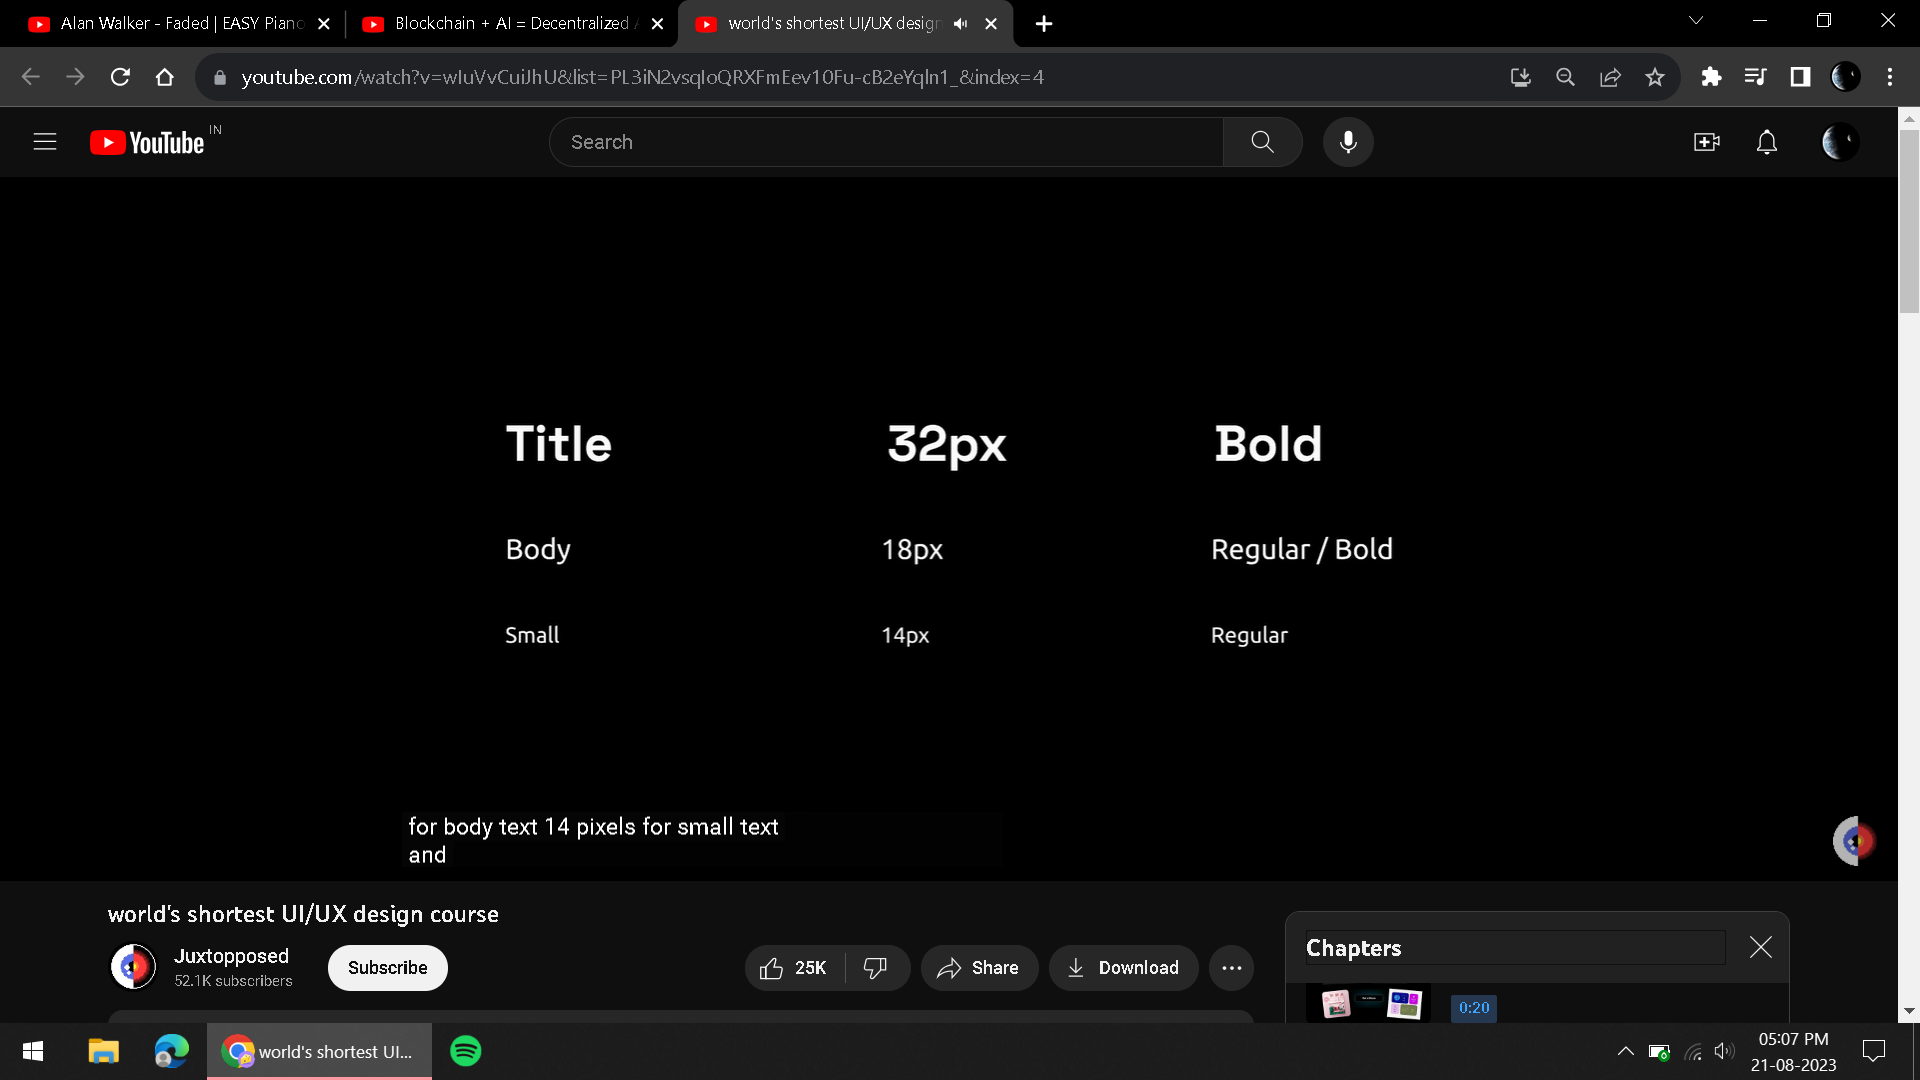 Alan Walker - Faded | EASY Piano
Blockchain + AI = Decentralized
world's shortest UI/UX design
youtube.com/watch?v=wIuVvCuiJhU&list=PL3iN2vsqIoQRXFmEev10Fu-cB2eYqln1_&index=4
YouTube IN
Search
Title 32px Bold
Body 18px Regular / Bold
Small 14px Regular
for body text 14 pixels for small text
and
world's shortest UI/UX design course
Juxtopposed
52.1K subscribers
Subscribe
25K
Share
Download
Chapters
0:20
world's shortest UI...
05:07 PM
21-08-2023